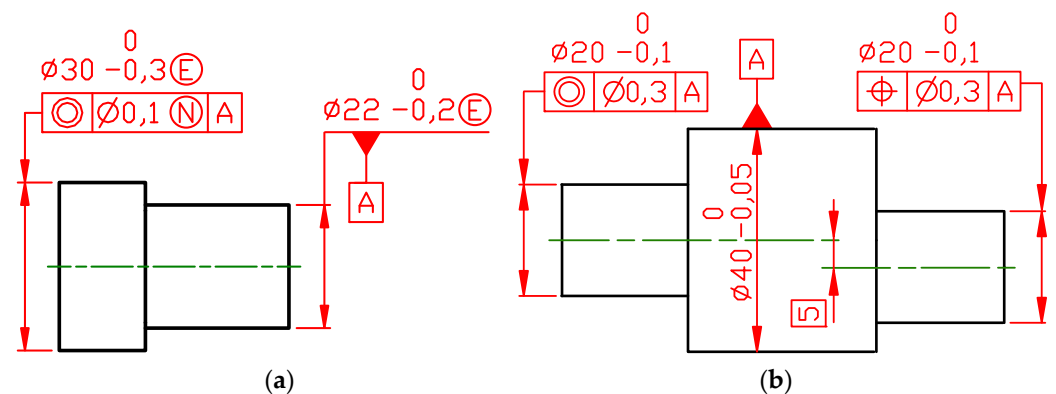 0
⌀30 -0,3Ⓔ
◎ ⌀0,1 Ⓝ A
0
⌀22 -0,2Ⓔ
A
(a)
0
⌀20 -0,1
◎ ⌀0,3 A
A
0
⌀20 -0,1
⌖ ⌀0,3 A
0
⌀40 -0,05
5
(b)